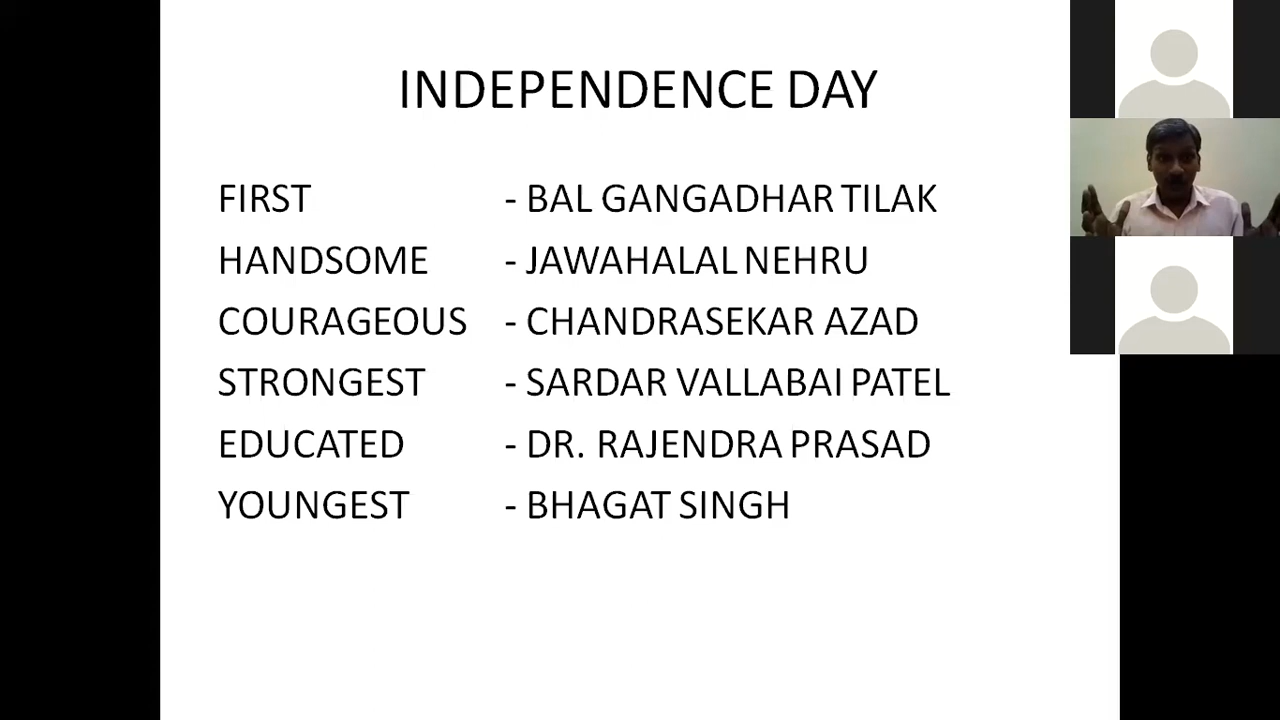 INDEPENDENCE DAY
FIRST - BAL GANGADHAR TILAK
HANDSOME - JAWAHALAL NEHRU
COURAGEOUS - CHANDRASEKAR AZAD
STRONGEST - SARDAR VALLABAI PATEL
EDUCATED - DR. RAJENDRA PRASAD
YOUNGEST - BHAGAT SINGH